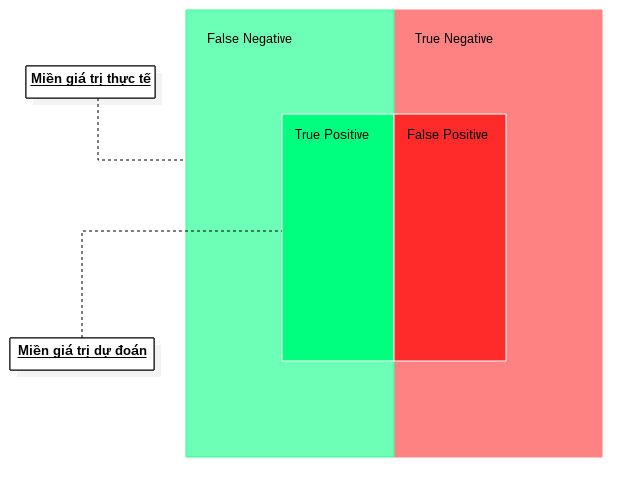 False Negative
True Negative
Miền giá trị thực tế
True Positive
False Positive
Miền giá trị dự đoán